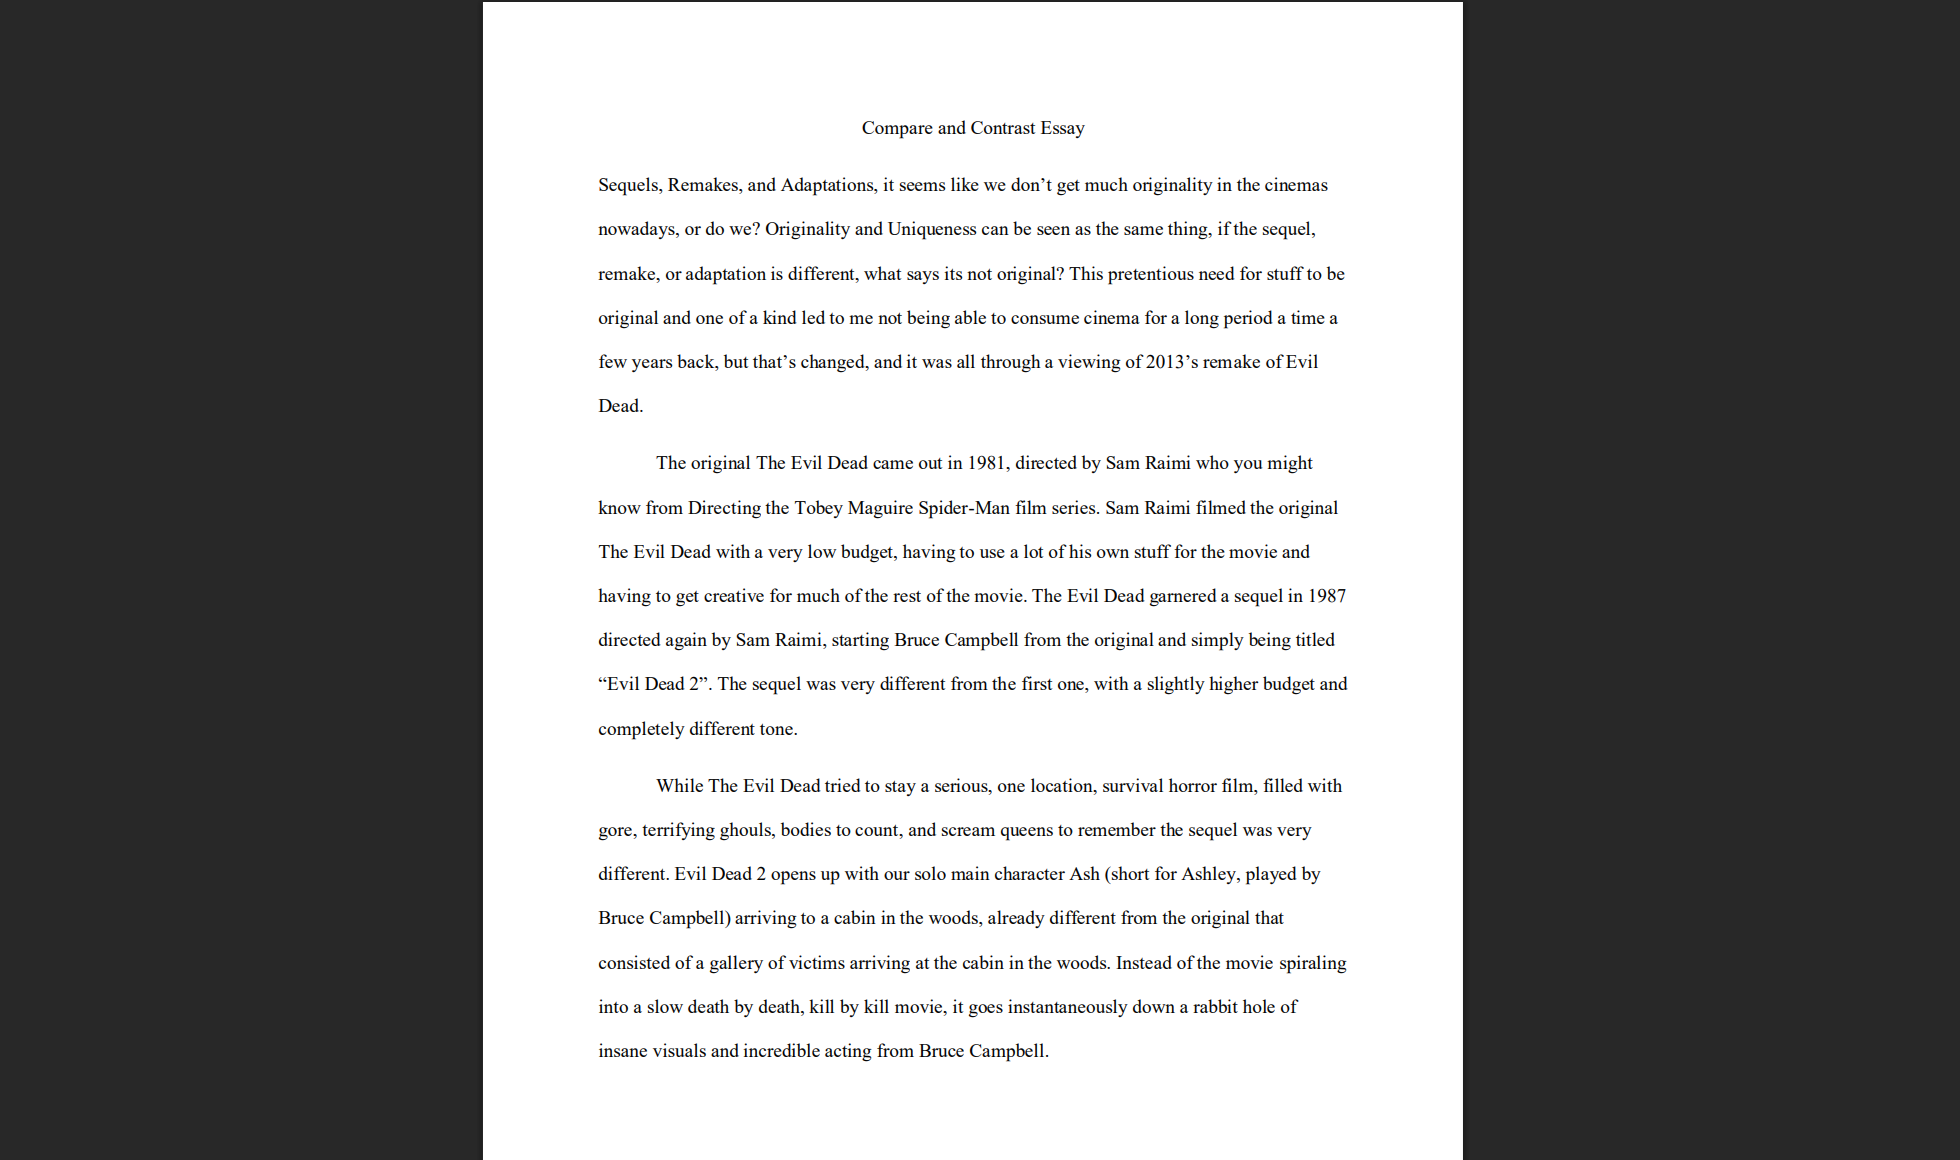 Compare and Contrast Essay
Sequels, Remakes, and Adaptations, it seems like we don’t get much originality in the cinemas
nowadays, or do we? Originality and Uniqueness can be seen as the same thing, if the sequel,
remake, or adaptation is different, what says its not original? This pretentious need for stuff to be
original and one of a kind led to me not being able to consume cinema for a long period a time a
few years back, but that’s changed, and it was all through a viewing of 2013’s remake of Evil
Dead.
The original The Evil Dead came out in 1981, directed by Sam Raimi who you might
know from Directing the Tobey Maguire Spider-Man film series. Sam Raimi filmed the original
The Evil Dead with a very low budget, having to use a lot of his own stuff for the movie and
having to get creative for much of the rest of the movie. The Evil Dead garnered a sequel in 1987
directed again by Sam Raimi, starting Bruce Campbell from the original and simply being titled
“Evil Dead 2”. The sequel was very different from the first one, with a slightly higher budget and
completely different tone.
While The Evil Dead tried to stay a serious, one location, survival horror film, filled with
gore, terrifying ghouls, bodies to count, and scream queens to remember the sequel was very
different. Evil Dead 2 opens up with our solo main character Ash (short for Ashley, played by
Bruce Campbell) arriving to a cabin in the woods, already different from the original that
consisted of a gallery of victims arriving at the cabin in the woods. Instead of the movie spiraling
into a slow death by death, kill by kill movie, it goes instantaneously down a rabbit hole of
insane visuals and incredible acting from Bruce Campbell.